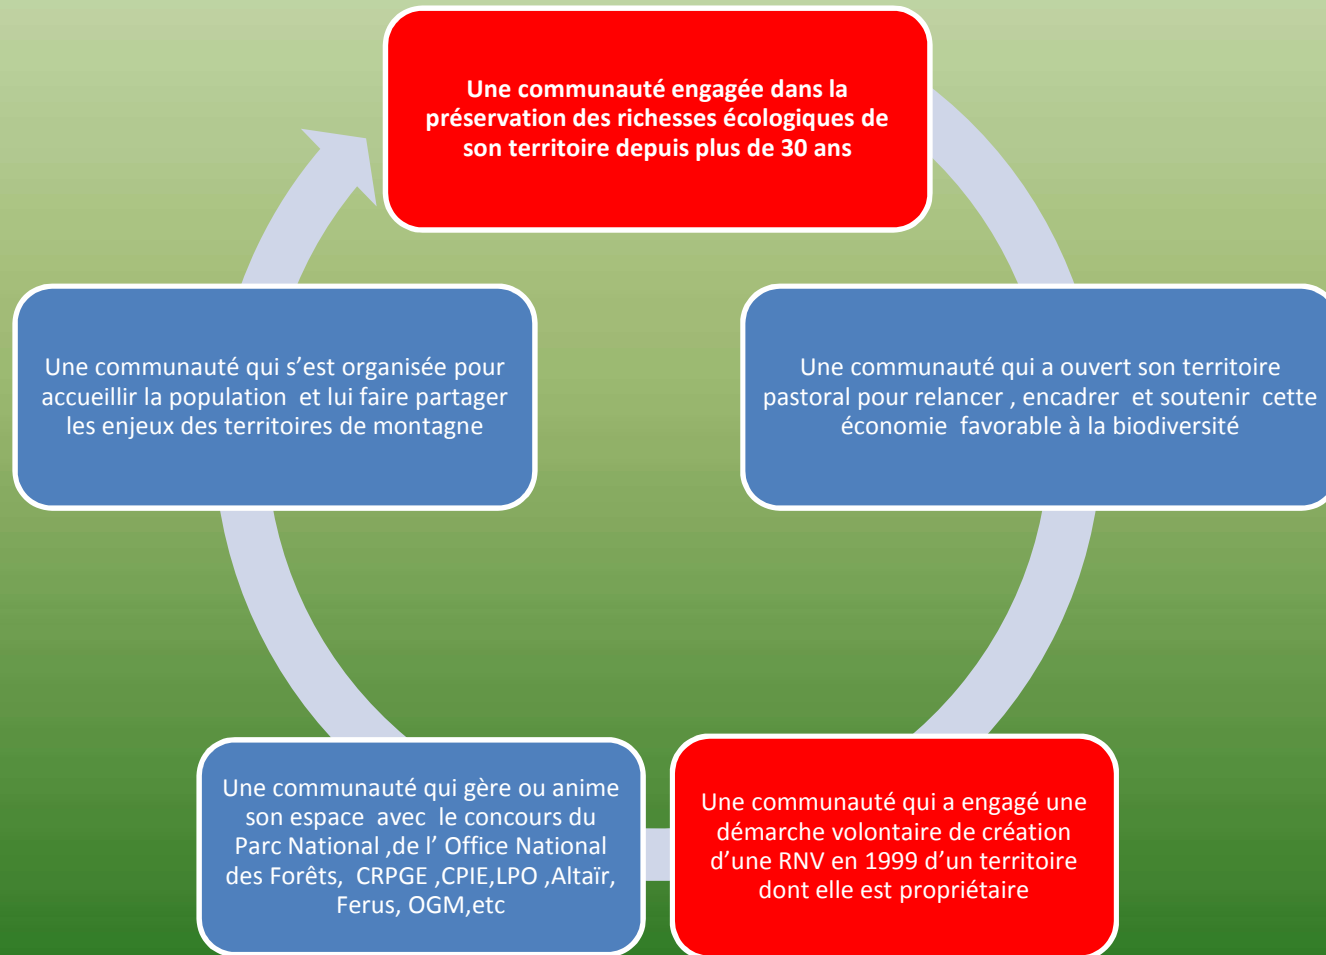 Une communauté engagée dans la
préservation des richesses écologiques de
son territoire depuis plus de 30 ans
Une communauté qui s’est organisée pour
accueillir la population  et lui faire partager
les enjeux des territoires de montagne
Une communauté qui a ouvert son territoire
pastoral pour relancer , encadrer  et soutenir  cette
économie  favorable à la biodiversité
Une communauté qui gère ou anime
son espace  avec  le concours du
Parc National ,de l’ Office National
des Forêts,  CRPGE ,CPIE,LPO ,Altaïr,
Ferus, OGM,etc
Une communauté qui a engagé une
démarche volontaire de création
d’une RNV en 1999 d’un territoire
dont elle est propriétaire